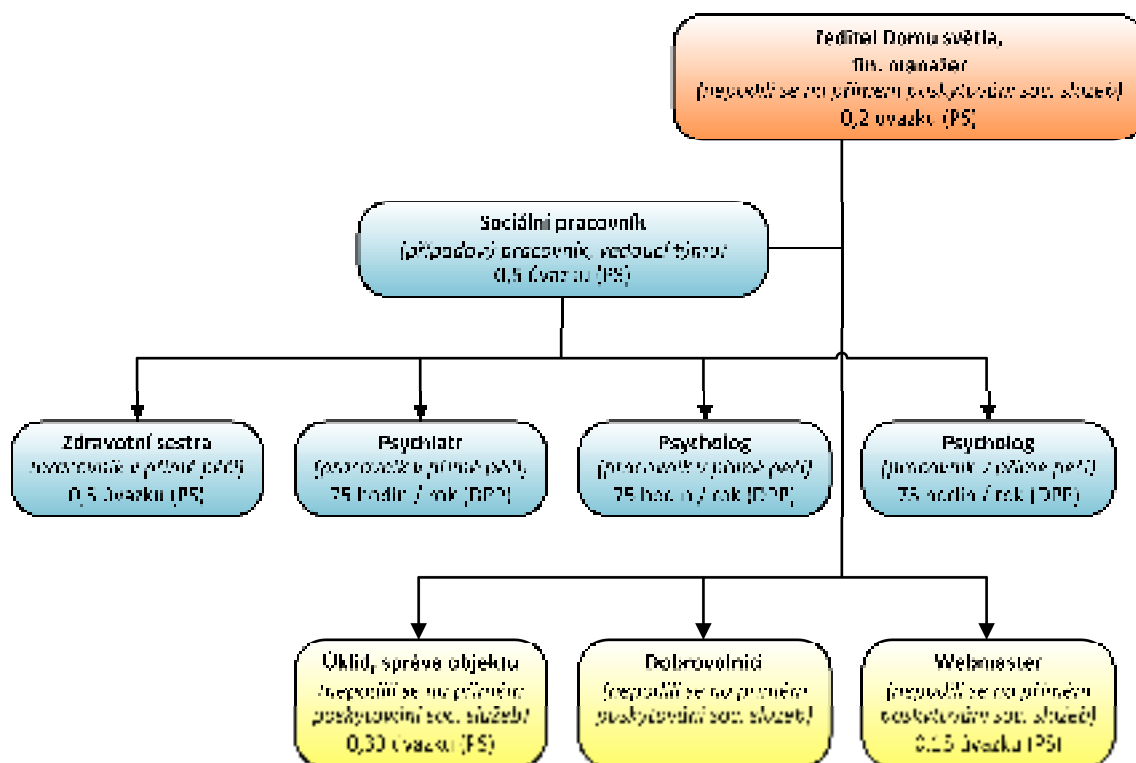 ředitel Domu světla,
fin. manažer
(nepodílí se na přímém poskytování soc. služeb)
0,2 úvazku (PS)
Sociální pracovník
(případový pracovník, vedoucí týmu)
0,5 úvazku (PS)
Zdravotní sestra
(pracovník v přímé péči)
0,5 úvazku (PS)
Psychiatr
(pracovník v přímé péči)
75 hodin / rok (DPP)
Psycholog
(pracovník v přímé péči)
75 hodin / rok (DPP)
Psycholog
(pracovník v přímé péči)
75 hodin / rok (DPP)
Úklid, správa objektu
(nepodílí se na přímém
poskytování soc. služeb)
úvazku (PS)
Dobrovolníci
(nepodílí se na přímém
poskytování soc. služeb)
Webmaster
(nepodílí se na přímém
poskytování soc. služeb)
0,15 úvazku (PS)